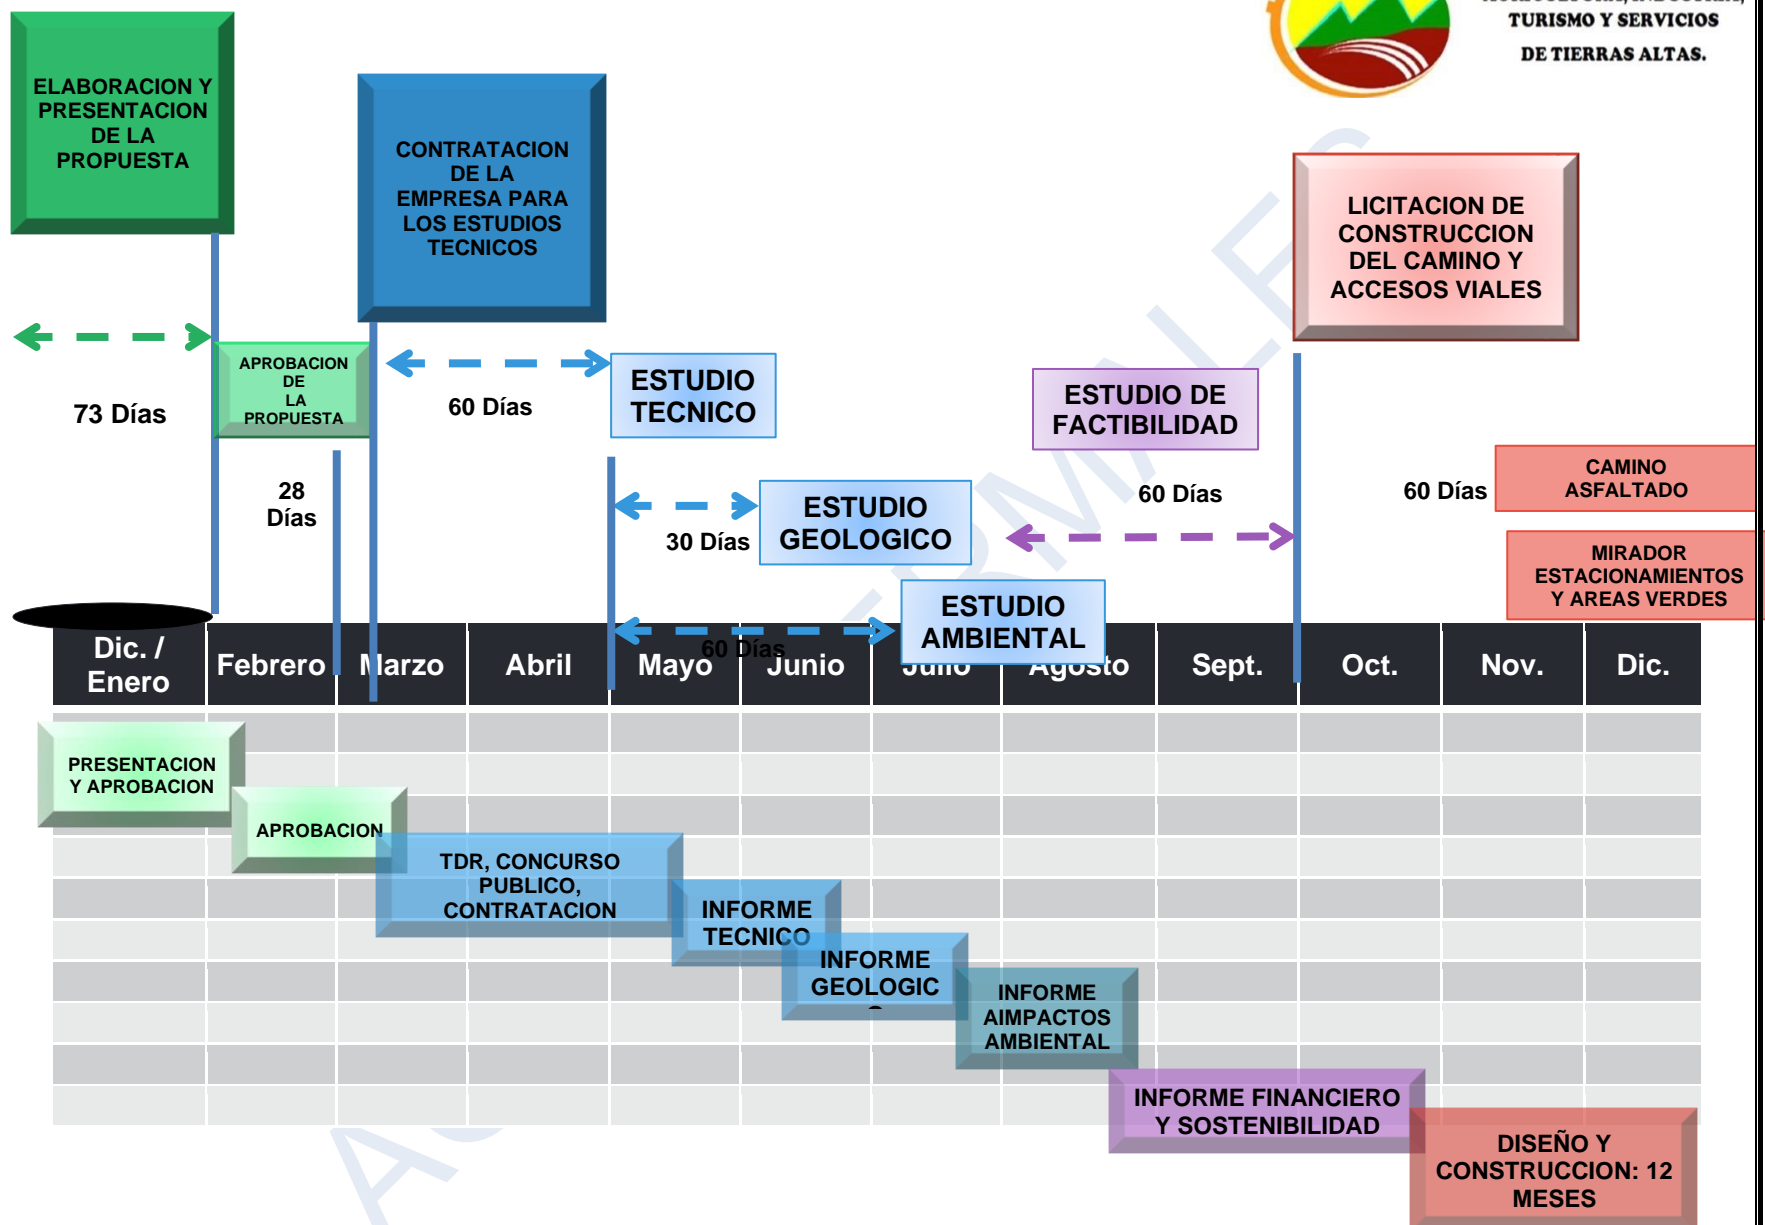 TURISMO Y SERVICIOS
DE TIERRAS ALTAS.
ELABORACION Y
PRESENTACION
DE LA
PROPUESTA
CONTRATACION
DE LA
EMPRESA PARA
LOS ESTUDIOS
TECNICOS
LICITACION DE
CONSTRUCCION
DEL CAMINO Y
ACCESOS VIALES
73 Días
APROBACION
DE
LA
PROPUESTA
28
Días
60 Días
ESTUDIO
TECNICO
ESTUDIO DE
FACTIBILIDAD
60 Días
60 Días
CAMINO
ASFALTADO
ESTUDIO
GEOLOGICO
30 Días
MIRADOR
ESTACIONAMIENTOS
Y AREAS VERDES
ESTUDIO
AMBIENTAL
60 Días
Dic. /
Enero
Febrero
Marzo
Abril
Mayo
Junio
Julio
Agosto
Sept.
Oct.
Nov.
Dic.
PRESENTACION
Y APROBACION
APROBACION
TDR, CONCURSO
PUBLICO,
CONTRATACION
INFORME
TECNICO
INFORME
GEOLOGIC
INFORME
AIMPACTOS
AMBIENTAL
INFORME FINANCIERO
Y SOSTENIBILIDAD
DISEÑO Y
CONSTRUCCION: 12
MESES